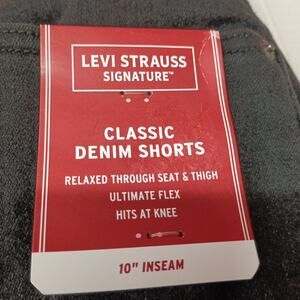 LEVI STRAUSS
SIGNATURE™
CLASSIC
DENIM SHORTS
RELAXED THROUGH SEAT & THIGH
ULTIMATE FLEX
HITS AT KNEE
10" INSEAM